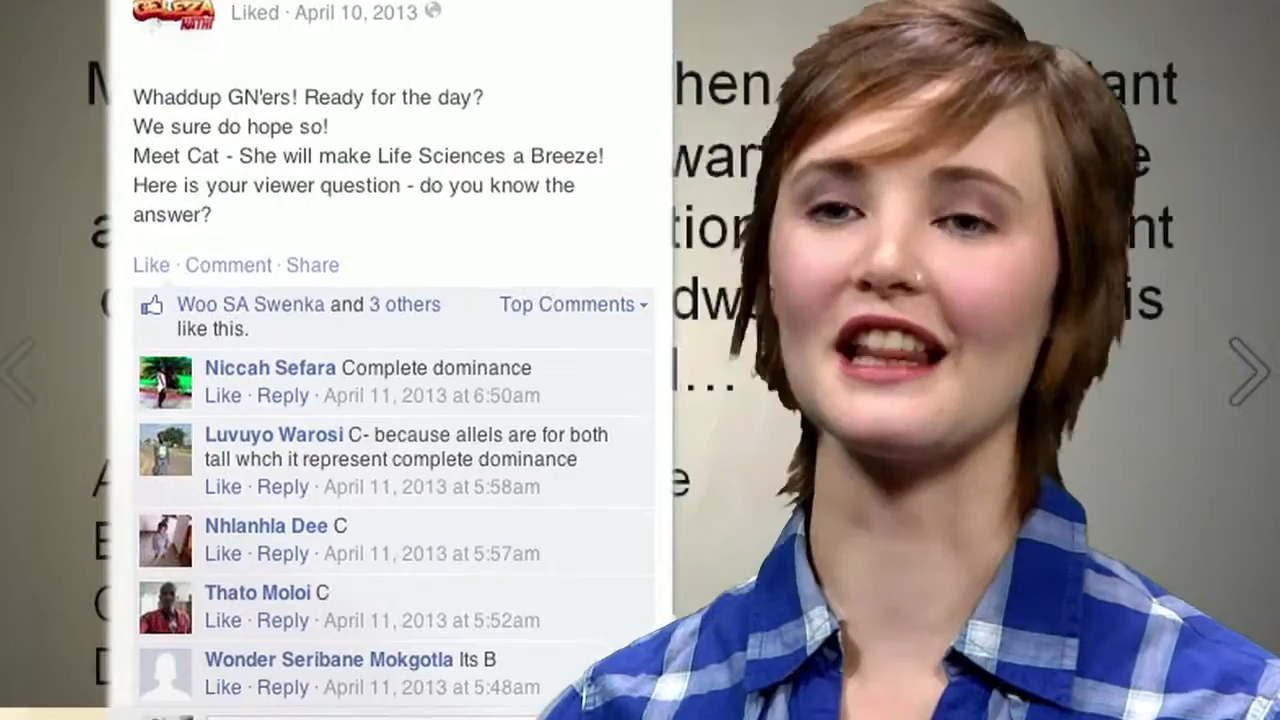 GELEZA
NATHI
Liked · April 10, 2013
Whaddup GN'ers! Ready for the day?
We sure do hope so!
Meet Cat - She will make Life Sciences a Breeze!
Here is your viewer question - do you know the
answer?
Like · Comment · Share
Woo SA Swenka and 3 others
like this.
Top Comments
Niccah Sefara Complete dominance
Like · Reply · April 11, 2013 at 6:50am
Luvuyo Warosi C- because allels are for both
tall whch it represent complete dominance
Like · Reply · April 11, 2013 at 5:58am
Nhlanhla Dee C
Like · Reply · April 11, 2013 at 5:57am
Thato Moloi C
Like · Reply · April 11, 2013 at 5:52am
Wonder Seribane Mokgotla Its B
Like · Reply · April 11, 2013 at 5:48am
is